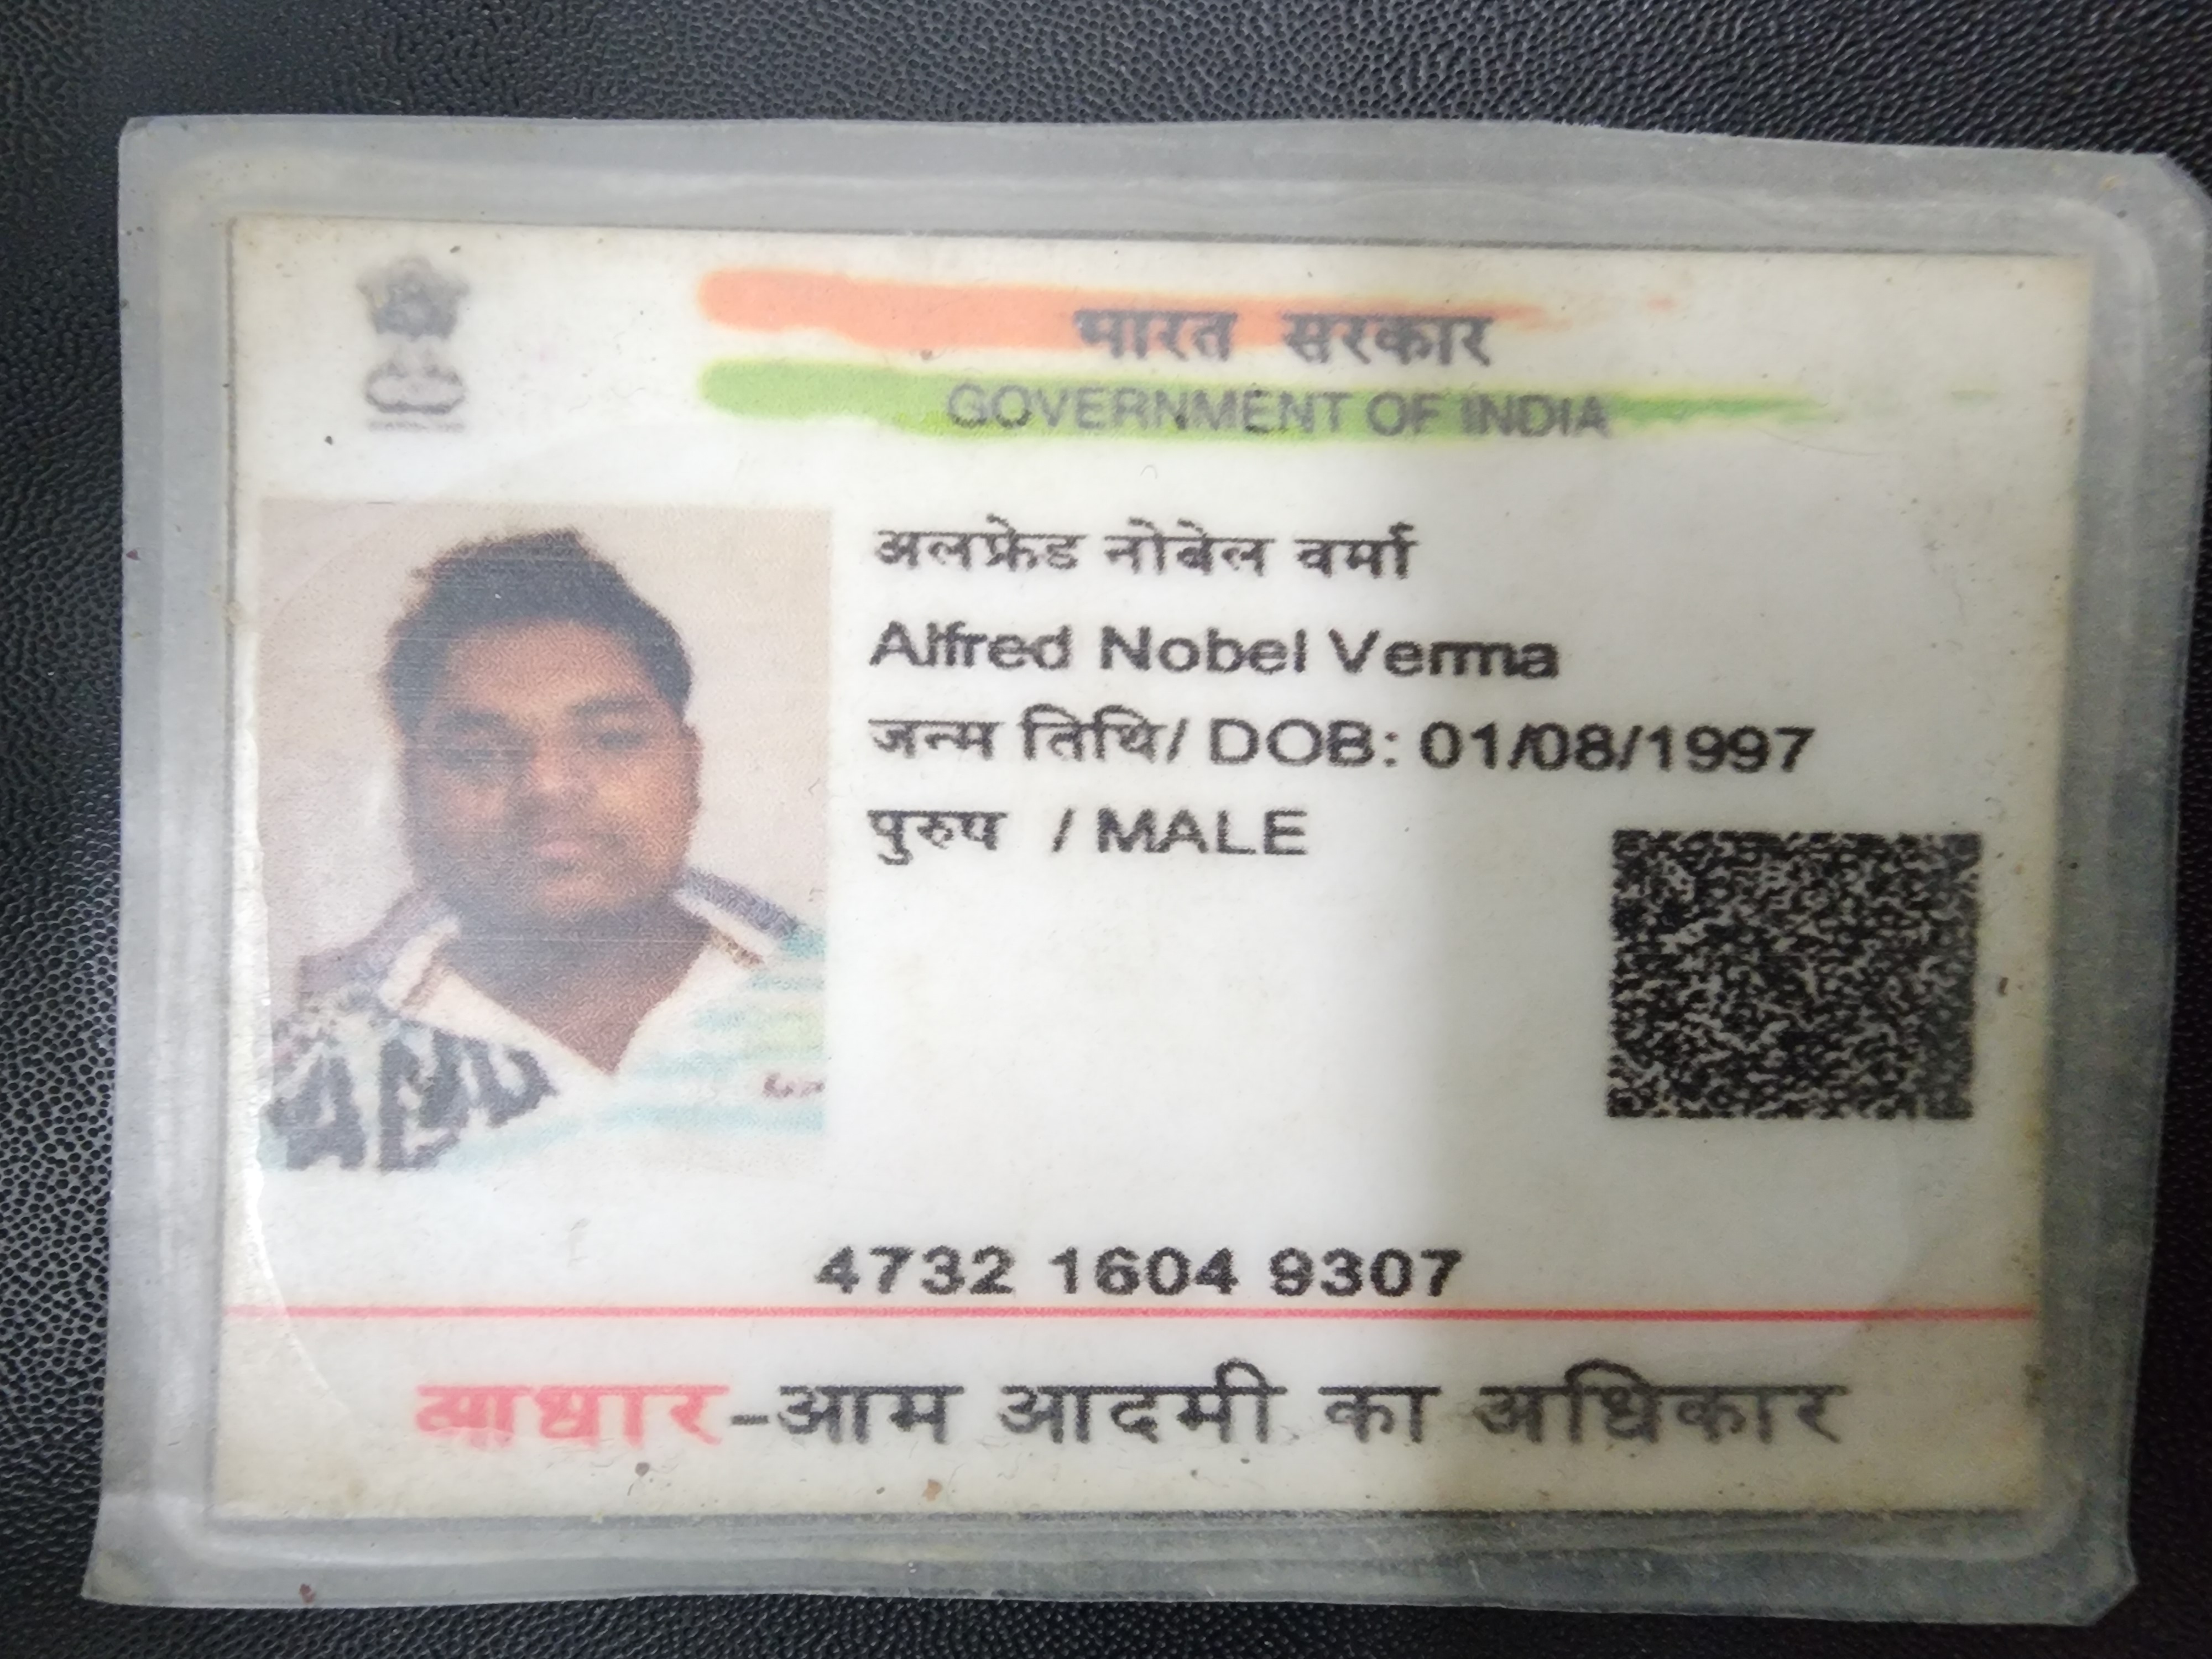 भारत सरकार
GOVERNMENT OF INDIA
अलफ्रेड नोबेल वर्मा
Alfred Nobel Verma
जन्म तिथि/ DOB: 01/08/1997
पुरुष / MALE
4732 1604 9307
आधार -आम आदमी का अधिकार